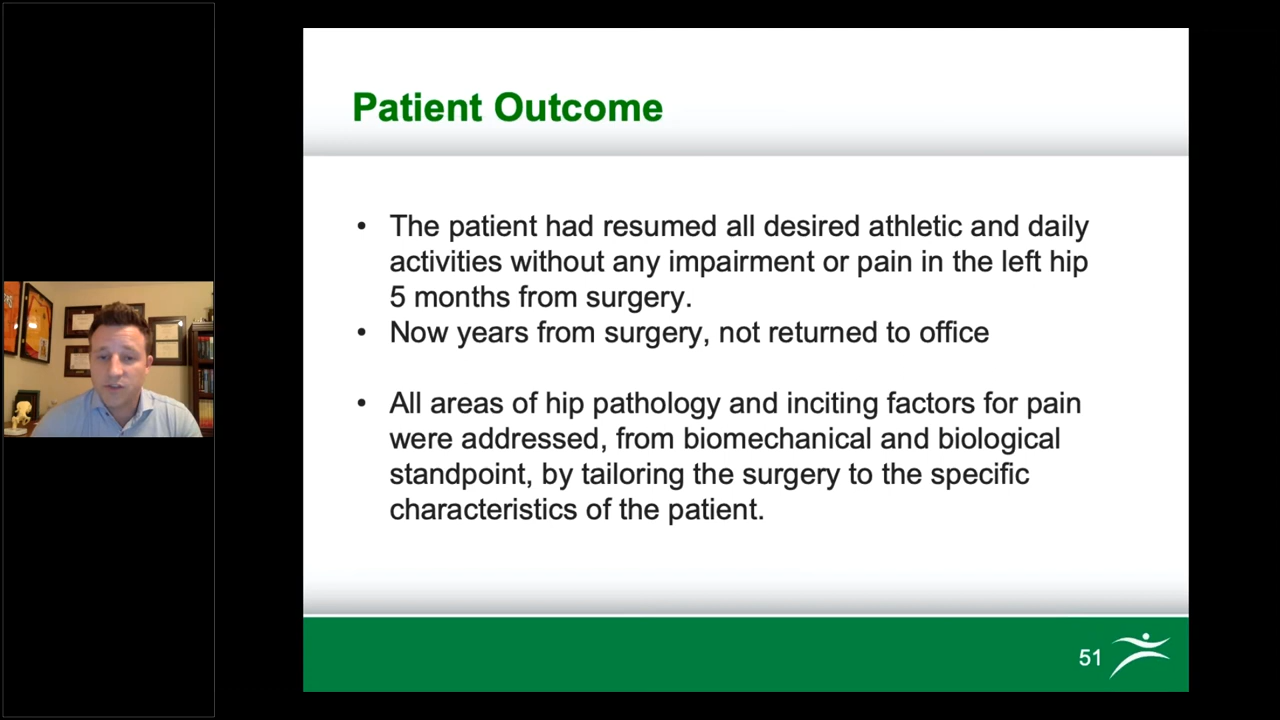 Patient Outcome
• The patient had resumed all desired athletic and daily
activities without any impairment or pain in the left hip
5 months from surgery.
• Now years from surgery, not returned to office
• All areas of hip pathology and inciting factors for pain
were addressed, from biomechanical and biological
standpoint, by tailoring the surgery to the specific
characteristics of the patient.
51